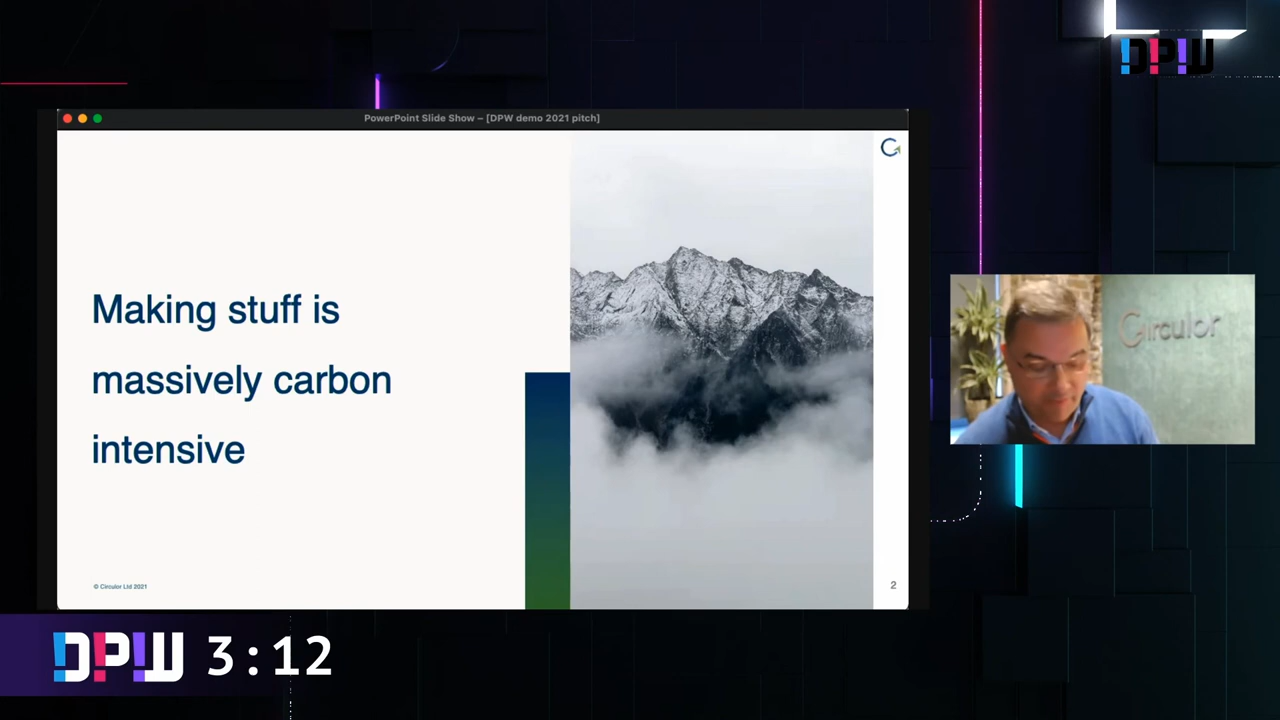 DPW
PowerPoint Slide Show – [DPW demo 2021 pitch]
Making stuff is
massively carbon
intensive
Circulor
© Circulor Ltd 2021
2
DPW 3:12